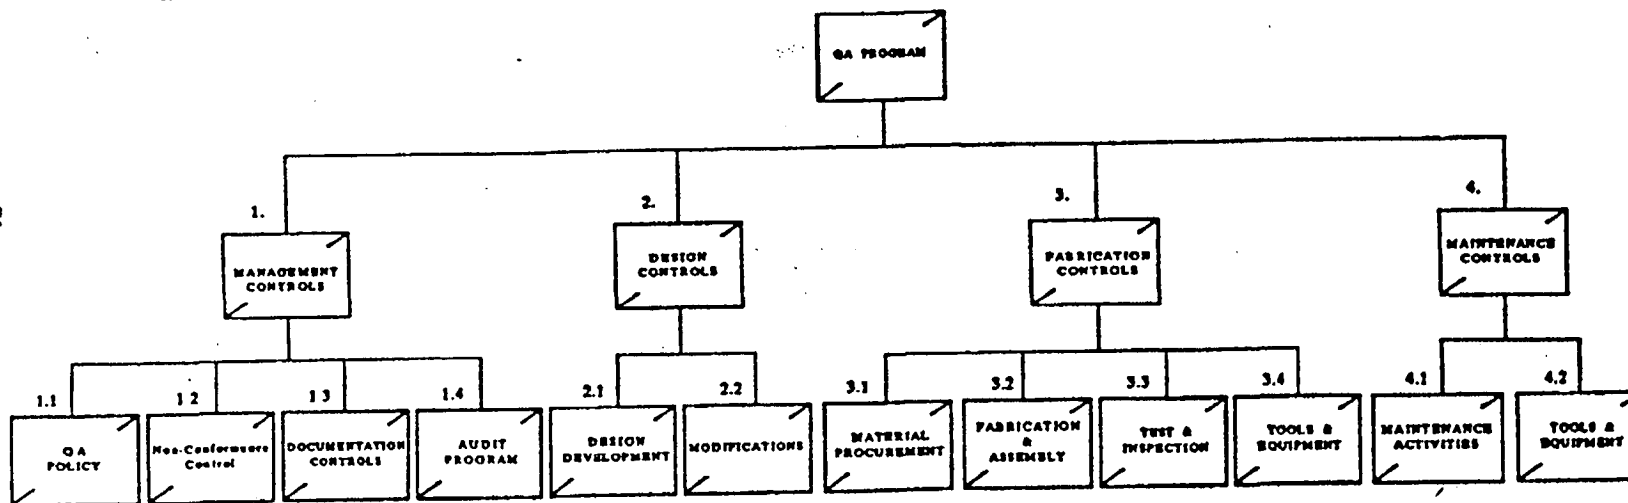 QA PROGRAM
1.
2.
3.
4.
MANAGEMENT
CONTROLS
DESIGN
CONTROLS
FABRICATION
CONTROLS
MAINTENANCE
CONTROLS
1.1
1 2
1 3
1.4
2.1
2.2
3.1
3.2
3.3
3.4
4.1
4.2
QA
POLICY
Non-Conformance
Control
DOCUMENTATION
CONTROLS
AUDIT
PROGRAM
DESIGN
DEVELOPMENT
MODIFICATIONS
MATERIAL
PROCUREMENT
FABRICATION
&
ASSEMBLY
TEST &
INSPECTION
TOOLS &
EQUIPMENT
MAINTENANCE
ACTIVITIES
TOOLS &
EQUIPMENT